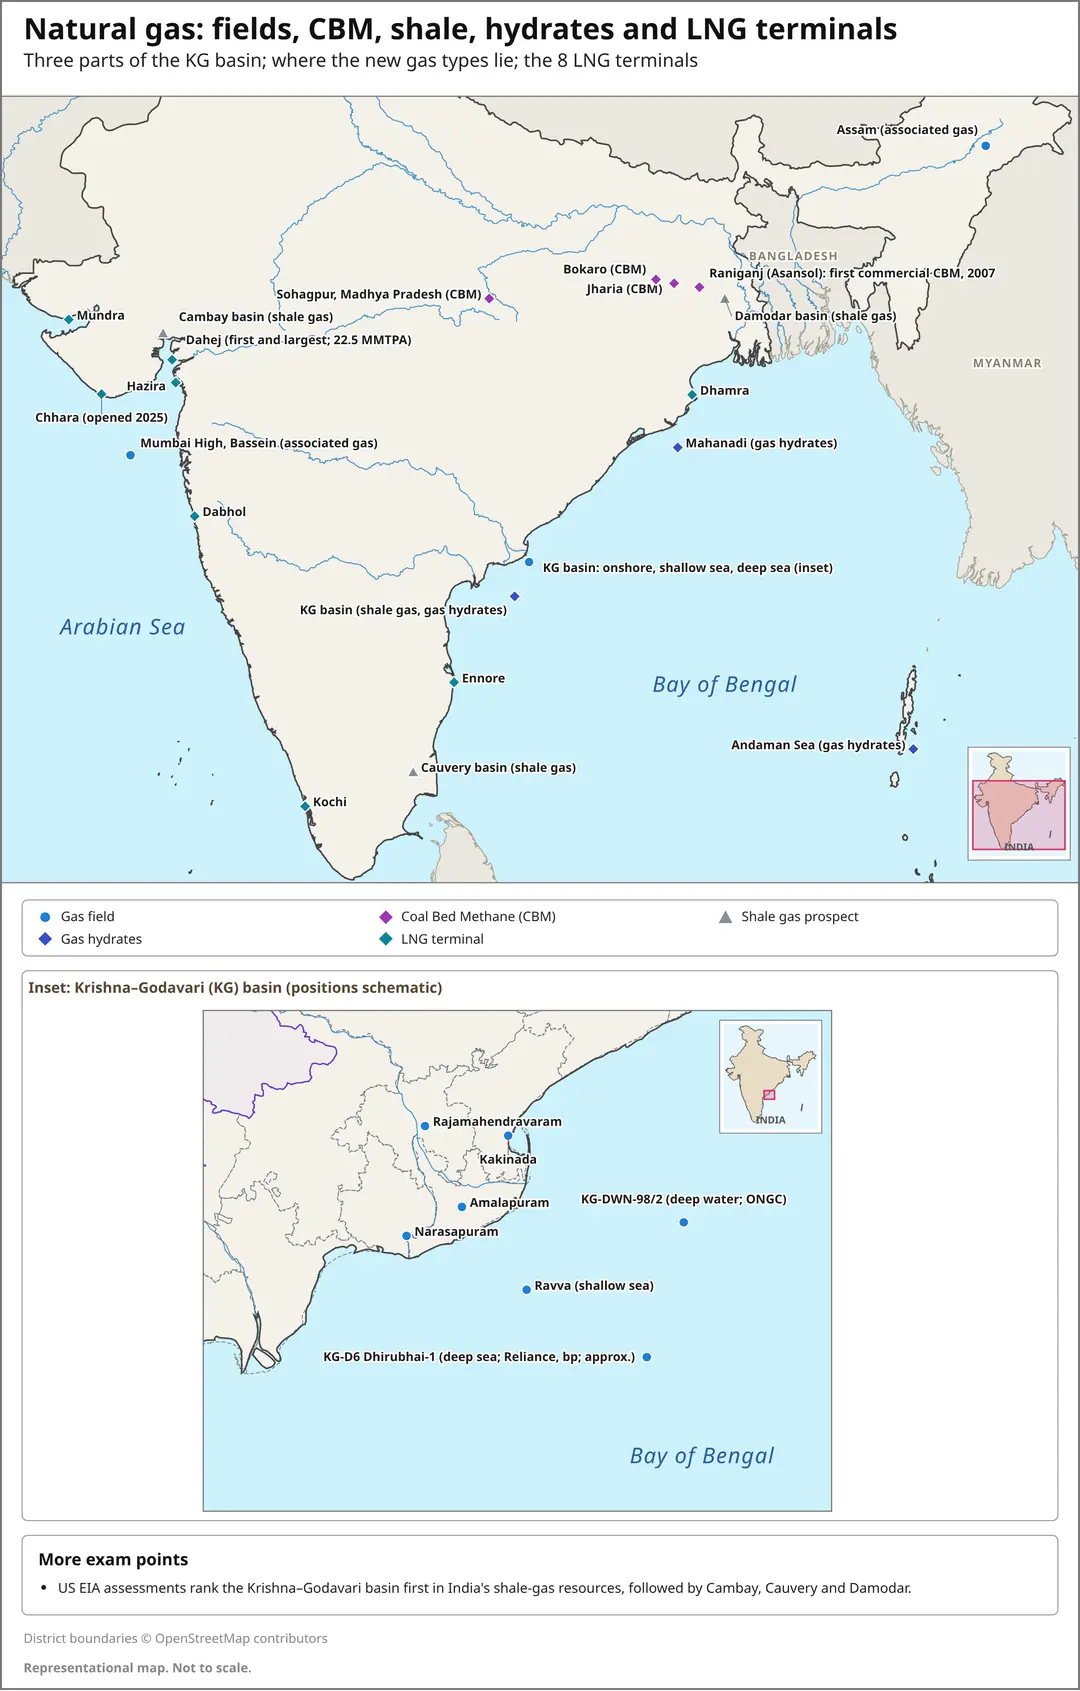 Natural gas: fields, CBM, shale, hydrates and LNG terminals
Three parts of the KG basin; where the new gas types lie; the 8 LNG terminals
Assam (associated gas)
BANGLADESH
Bokaro (CBM)
Raniganj (Asansol): first commercial CBM, 2007
Jharia (CBM)
Sohagpur, Madhya Pradesh (CBM)
Mundra
Cambay basin (shale gas)
Damodar basin (shale gas)
Dahej (first and largest; 22.5 MMTPA)
MYANMAR
Hazira
Dhamra
Chhara (opened 2025)
Mumbai High, Bassein (associated gas)
Mahanadi (gas hydrates)
Dabhol
KG basin: onshore, shallow sea, deep sea (inset)
KG basin (shale gas, gas hydrates)
Arabian Sea
Ennore
Bay of Bengal
Andaman Sea (gas hydrates)
Cauvery basin (shale gas)
Kochi
INDIA
Gas field
Coal Bed Methane (CBM)
Shale gas prospect
Gas hydrates
LNG terminal
Inset: Krishna–Godavari (KG) basin (positions schematic)
INDIA
Rajamahendravaram
Kakinada
KG-DWN-98/2 (deep water; ONGC)
Amalapuram
Narasapuram
Ravva (shallow sea)
KG-D6 Dhirubhai-1 (deep sea; Reliance, bp; approx.)
Bay of Bengal
More exam points
• US EIA assessments rank the Krishna–Godavari basin first in India's shale-gas resources, followed by Cambay, Cauvery and Damodar.
District boundaries © OpenStreetMap contributors
Representational map. Not to scale.